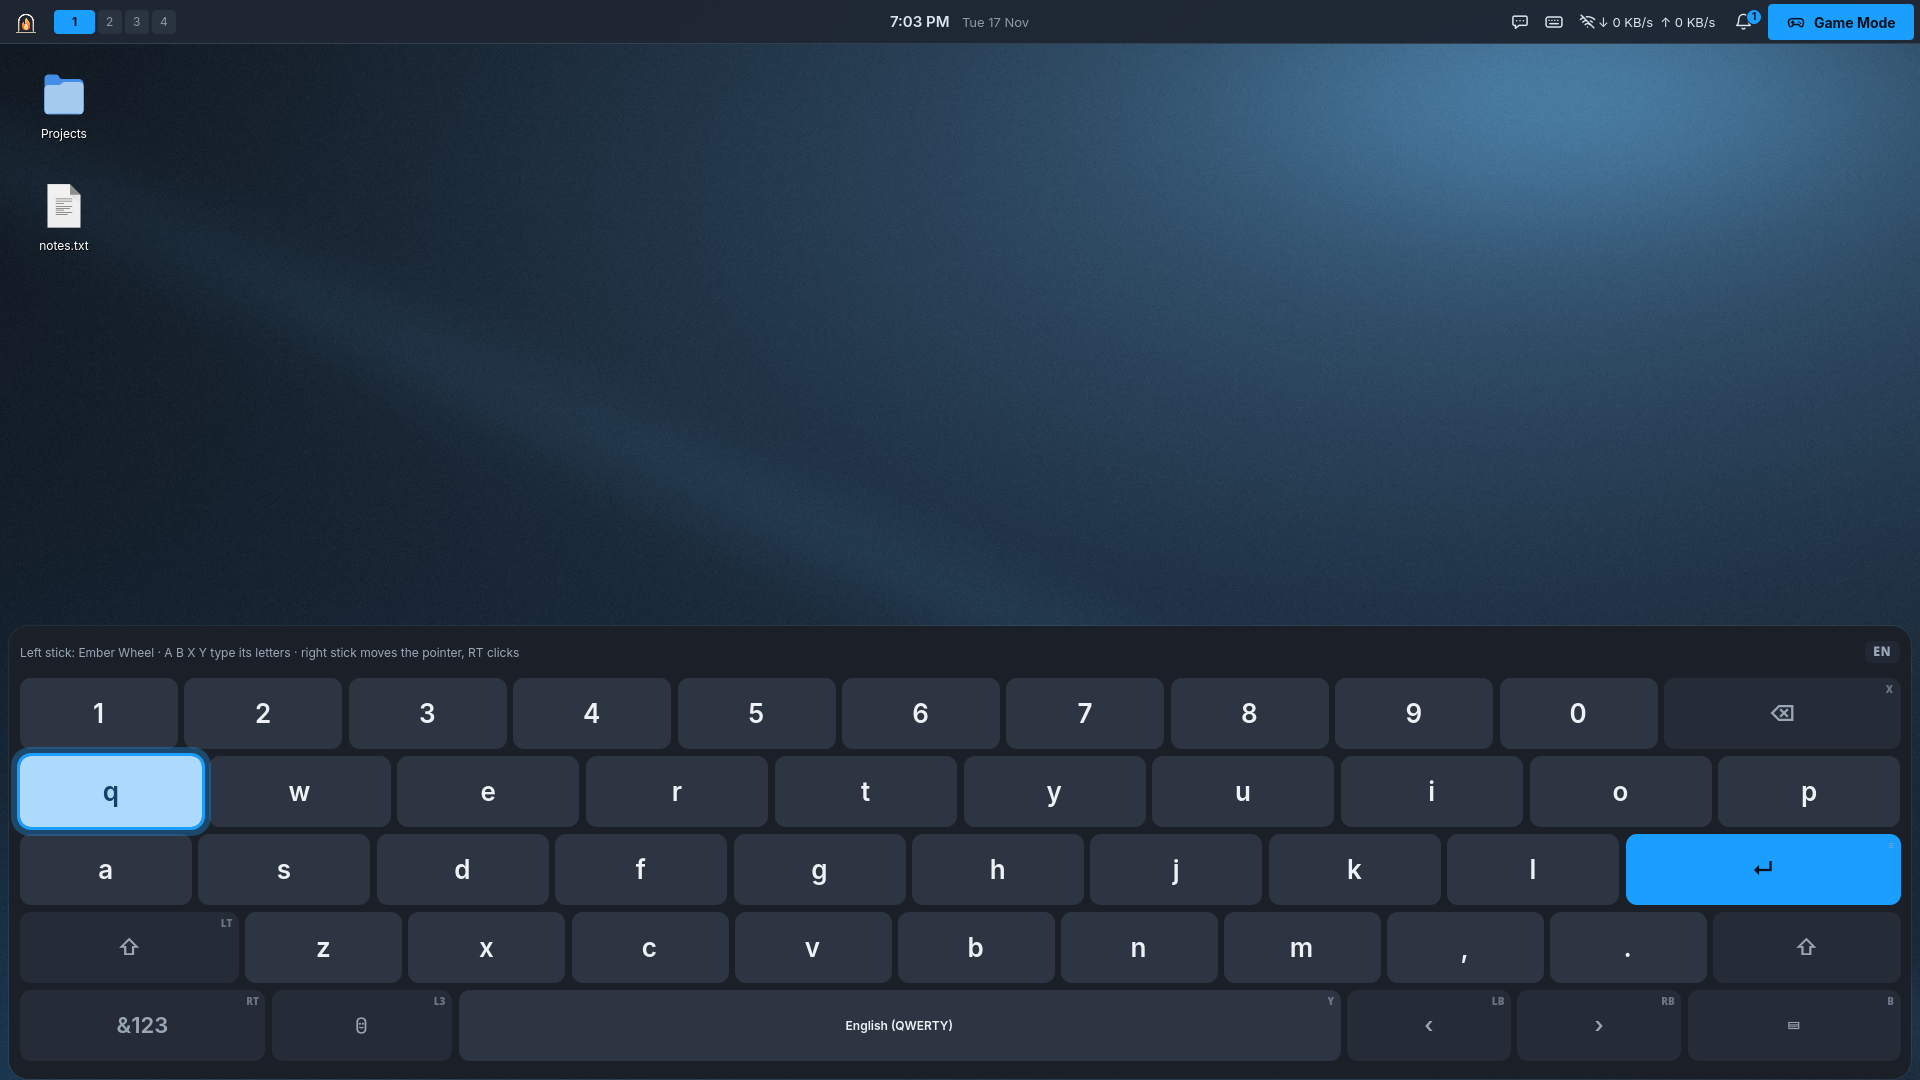 1 2 3 4
7:03 PM Tue 17 Nov
↓ 0 KB/s ↑ 0 KB/s
1
Game Mode
Projects
notes.txt
Left stick: Ember Wheel · A B X Y type its letters · right stick moves the pointer, RT clicks
EN
1 2 3 4 5 6 7 8 9 0 X
q w e r t y u i o p
a s d f g h j k l
LT z x c v b n m , .
&123 RT L3 English (QWERTY) Y ‹ LB › RB B